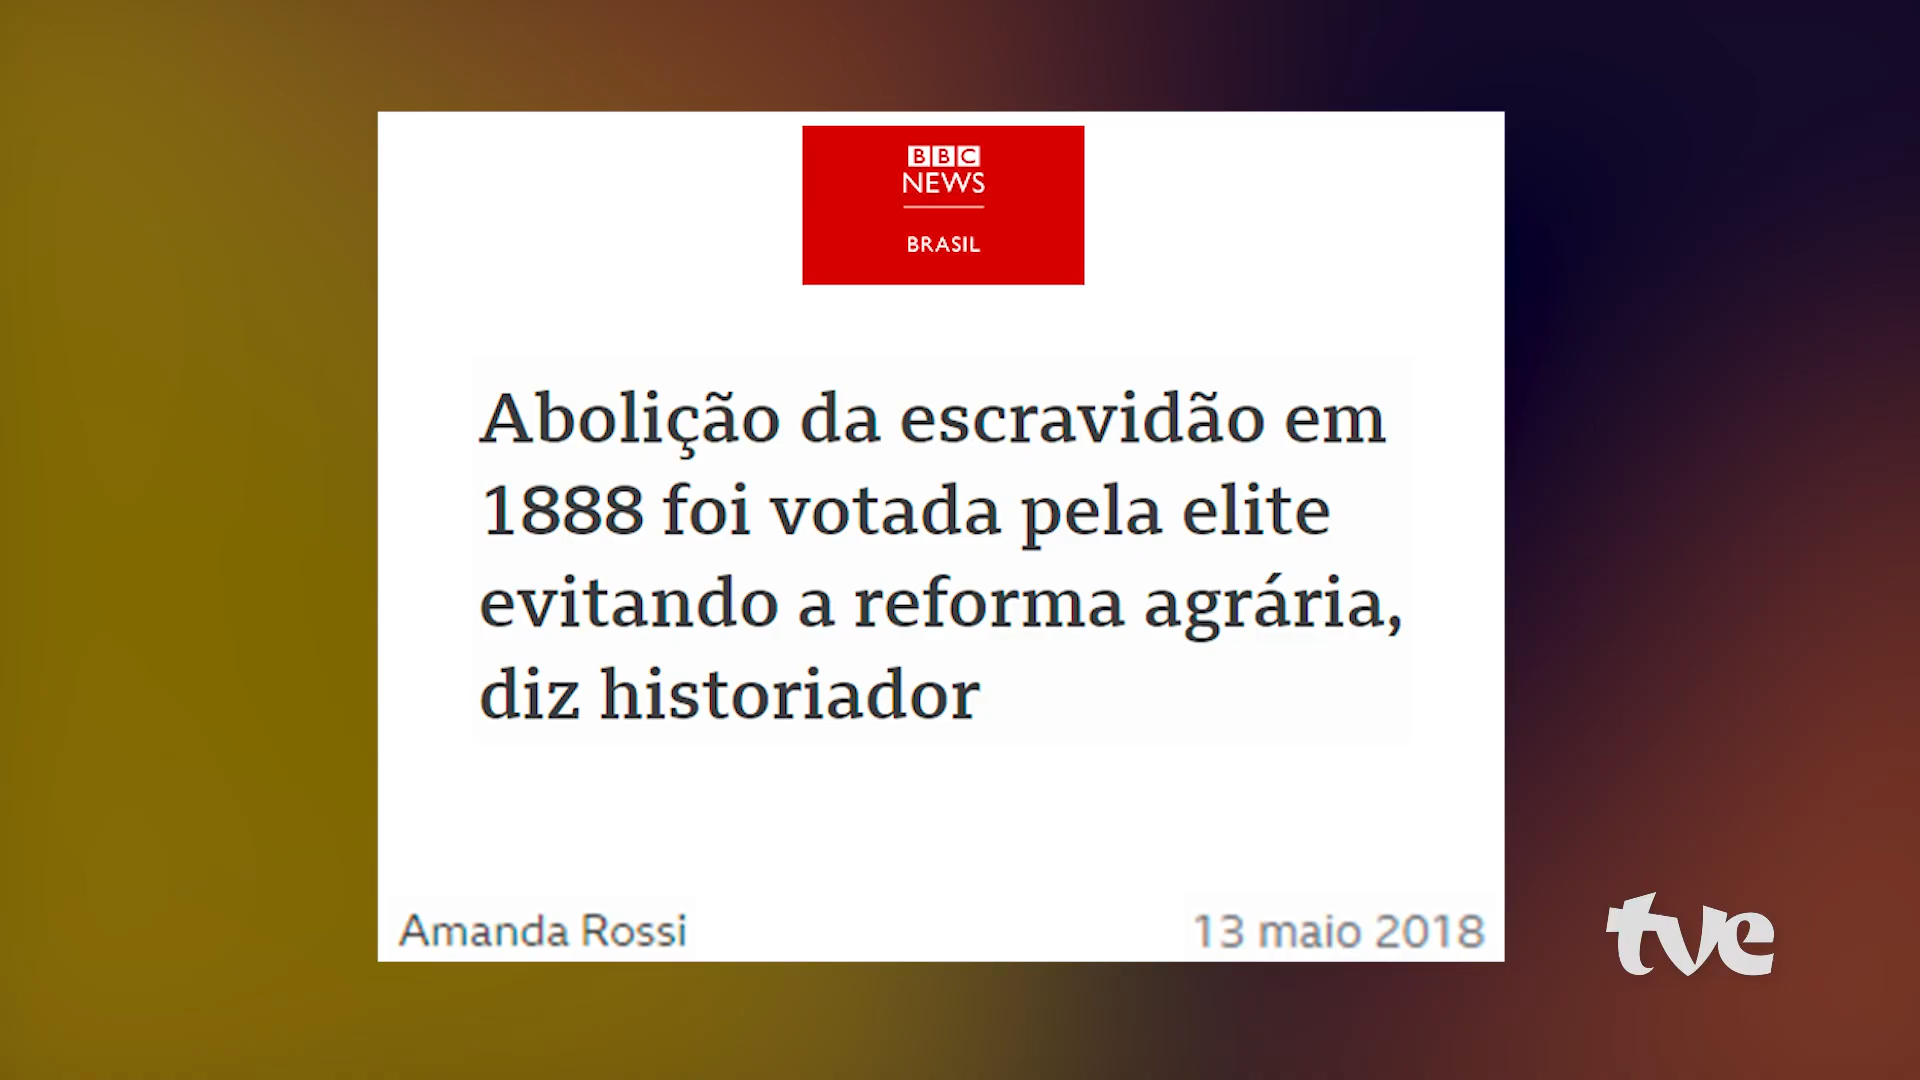 BBC
NEWS
BRASIL
Abolição da escravidão em
1888 foi votada pela elite
evitando a reforma agrária,
diz historiador
Amanda Rossi
13 maio 2018
tve